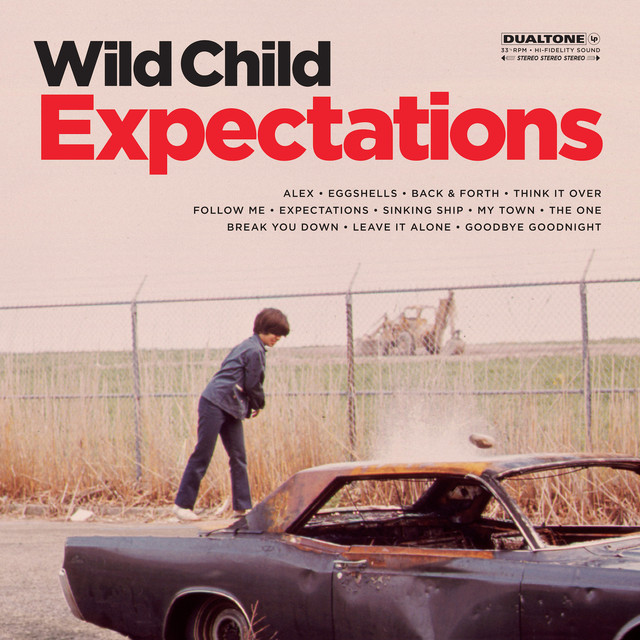 Wild Child
Expectations
DUALTONE LP
33⅓ RPM • HI-FIDELITY SOUND
STEREO STEREO STEREO
ALEX • EGGSHELLS • BACK & FORTH • THINK IT OVER
FOLLOW ME • EXPECTATIONS • SINKING SHIP • MY TOWN • THE ONE
BREAK YOU DOWN • LEAVE IT ALONE • GOODBYE GOODNIGHT